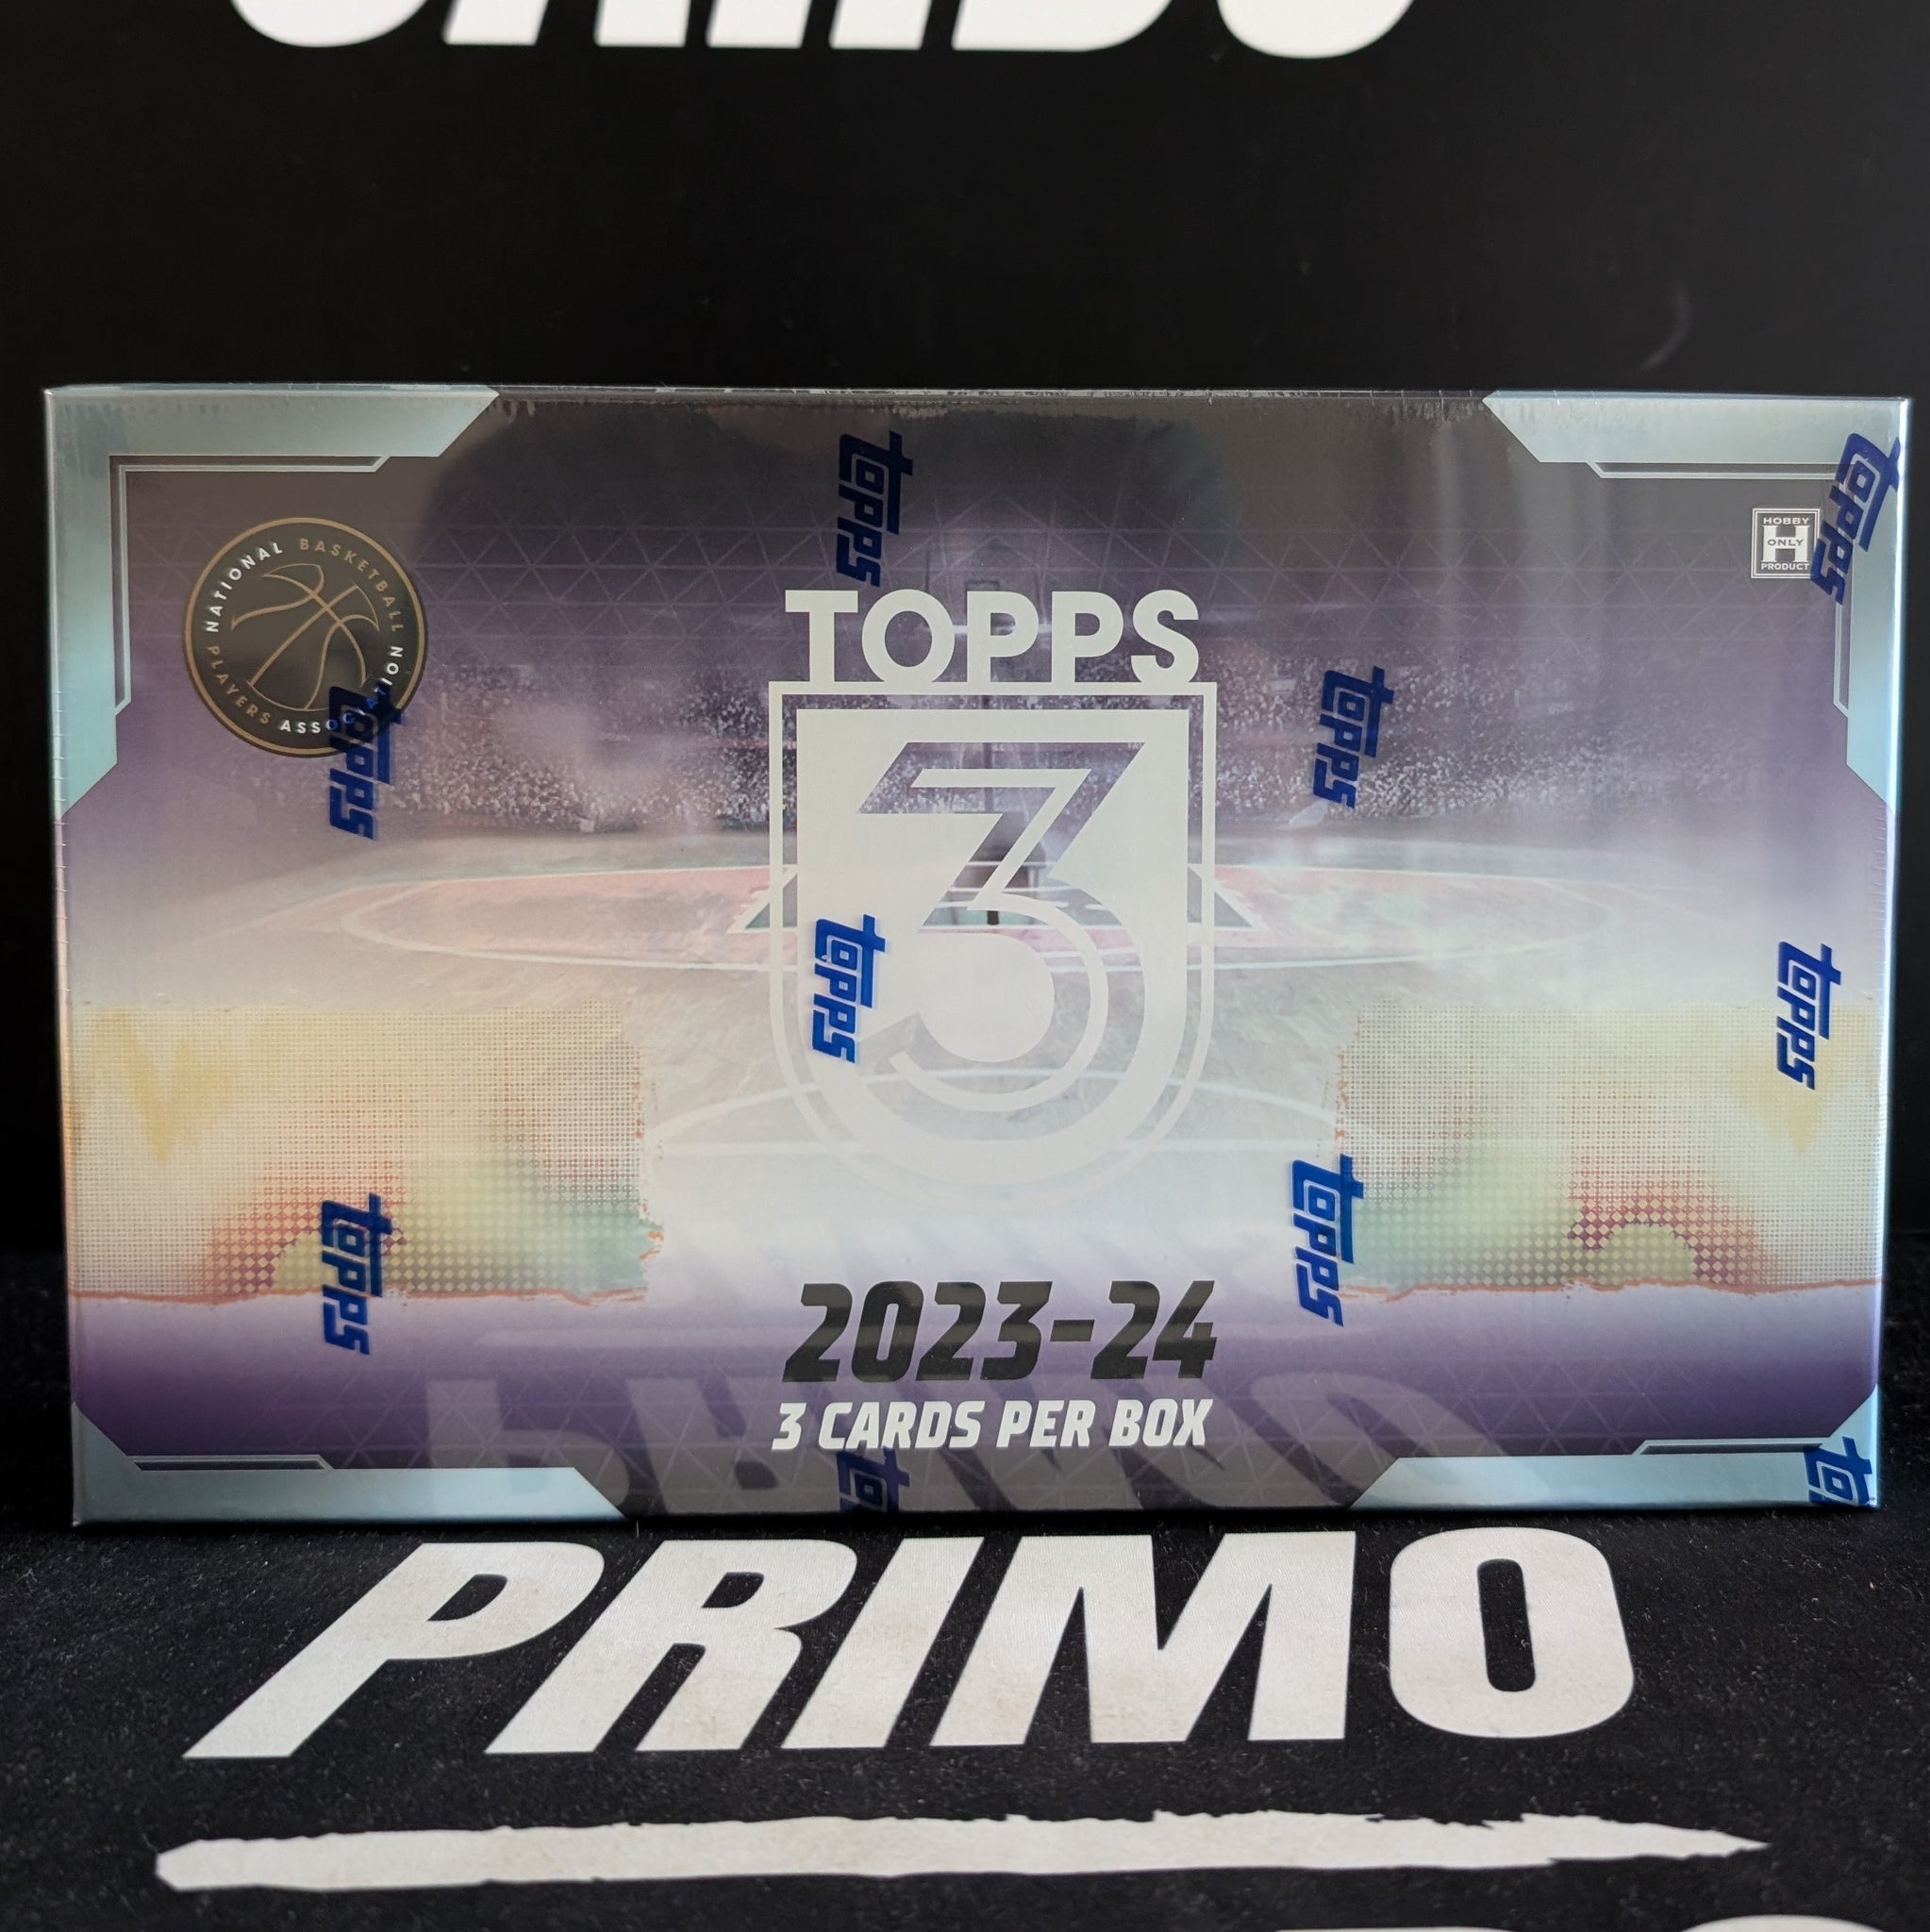 topps
topps
NATIONAL BASKETBALL
PLAYERS ASSOCIATION
HOBBY
H
ONLY
PRODUCT
TOPPS
3
topps
topps
topps
topps
topps
topps
2023-24
3 CARDS PER BOX
PRIMO